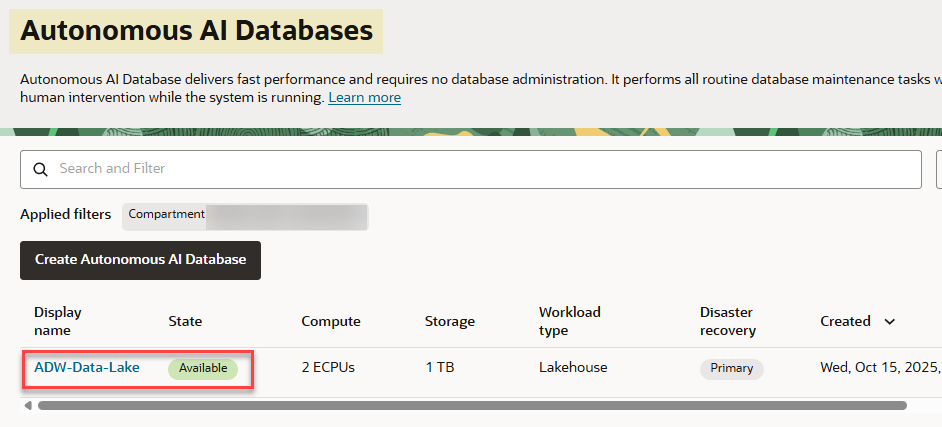 Autonomous AI Databases
Autonomous AI Database delivers fast performance and requires no database administration. It performs all routine database maintenance tasks
human intervention while the system is running. Learn more
Search and Filter
Applied filters Compartment
Create Autonomous AI Database
Display name State Compute Storage Workload type Disaster recovery Created
ADW-Data-Lake Available 2 ECPUs 1 TB Lakehouse Primary Wed, Oct 15, 2025,